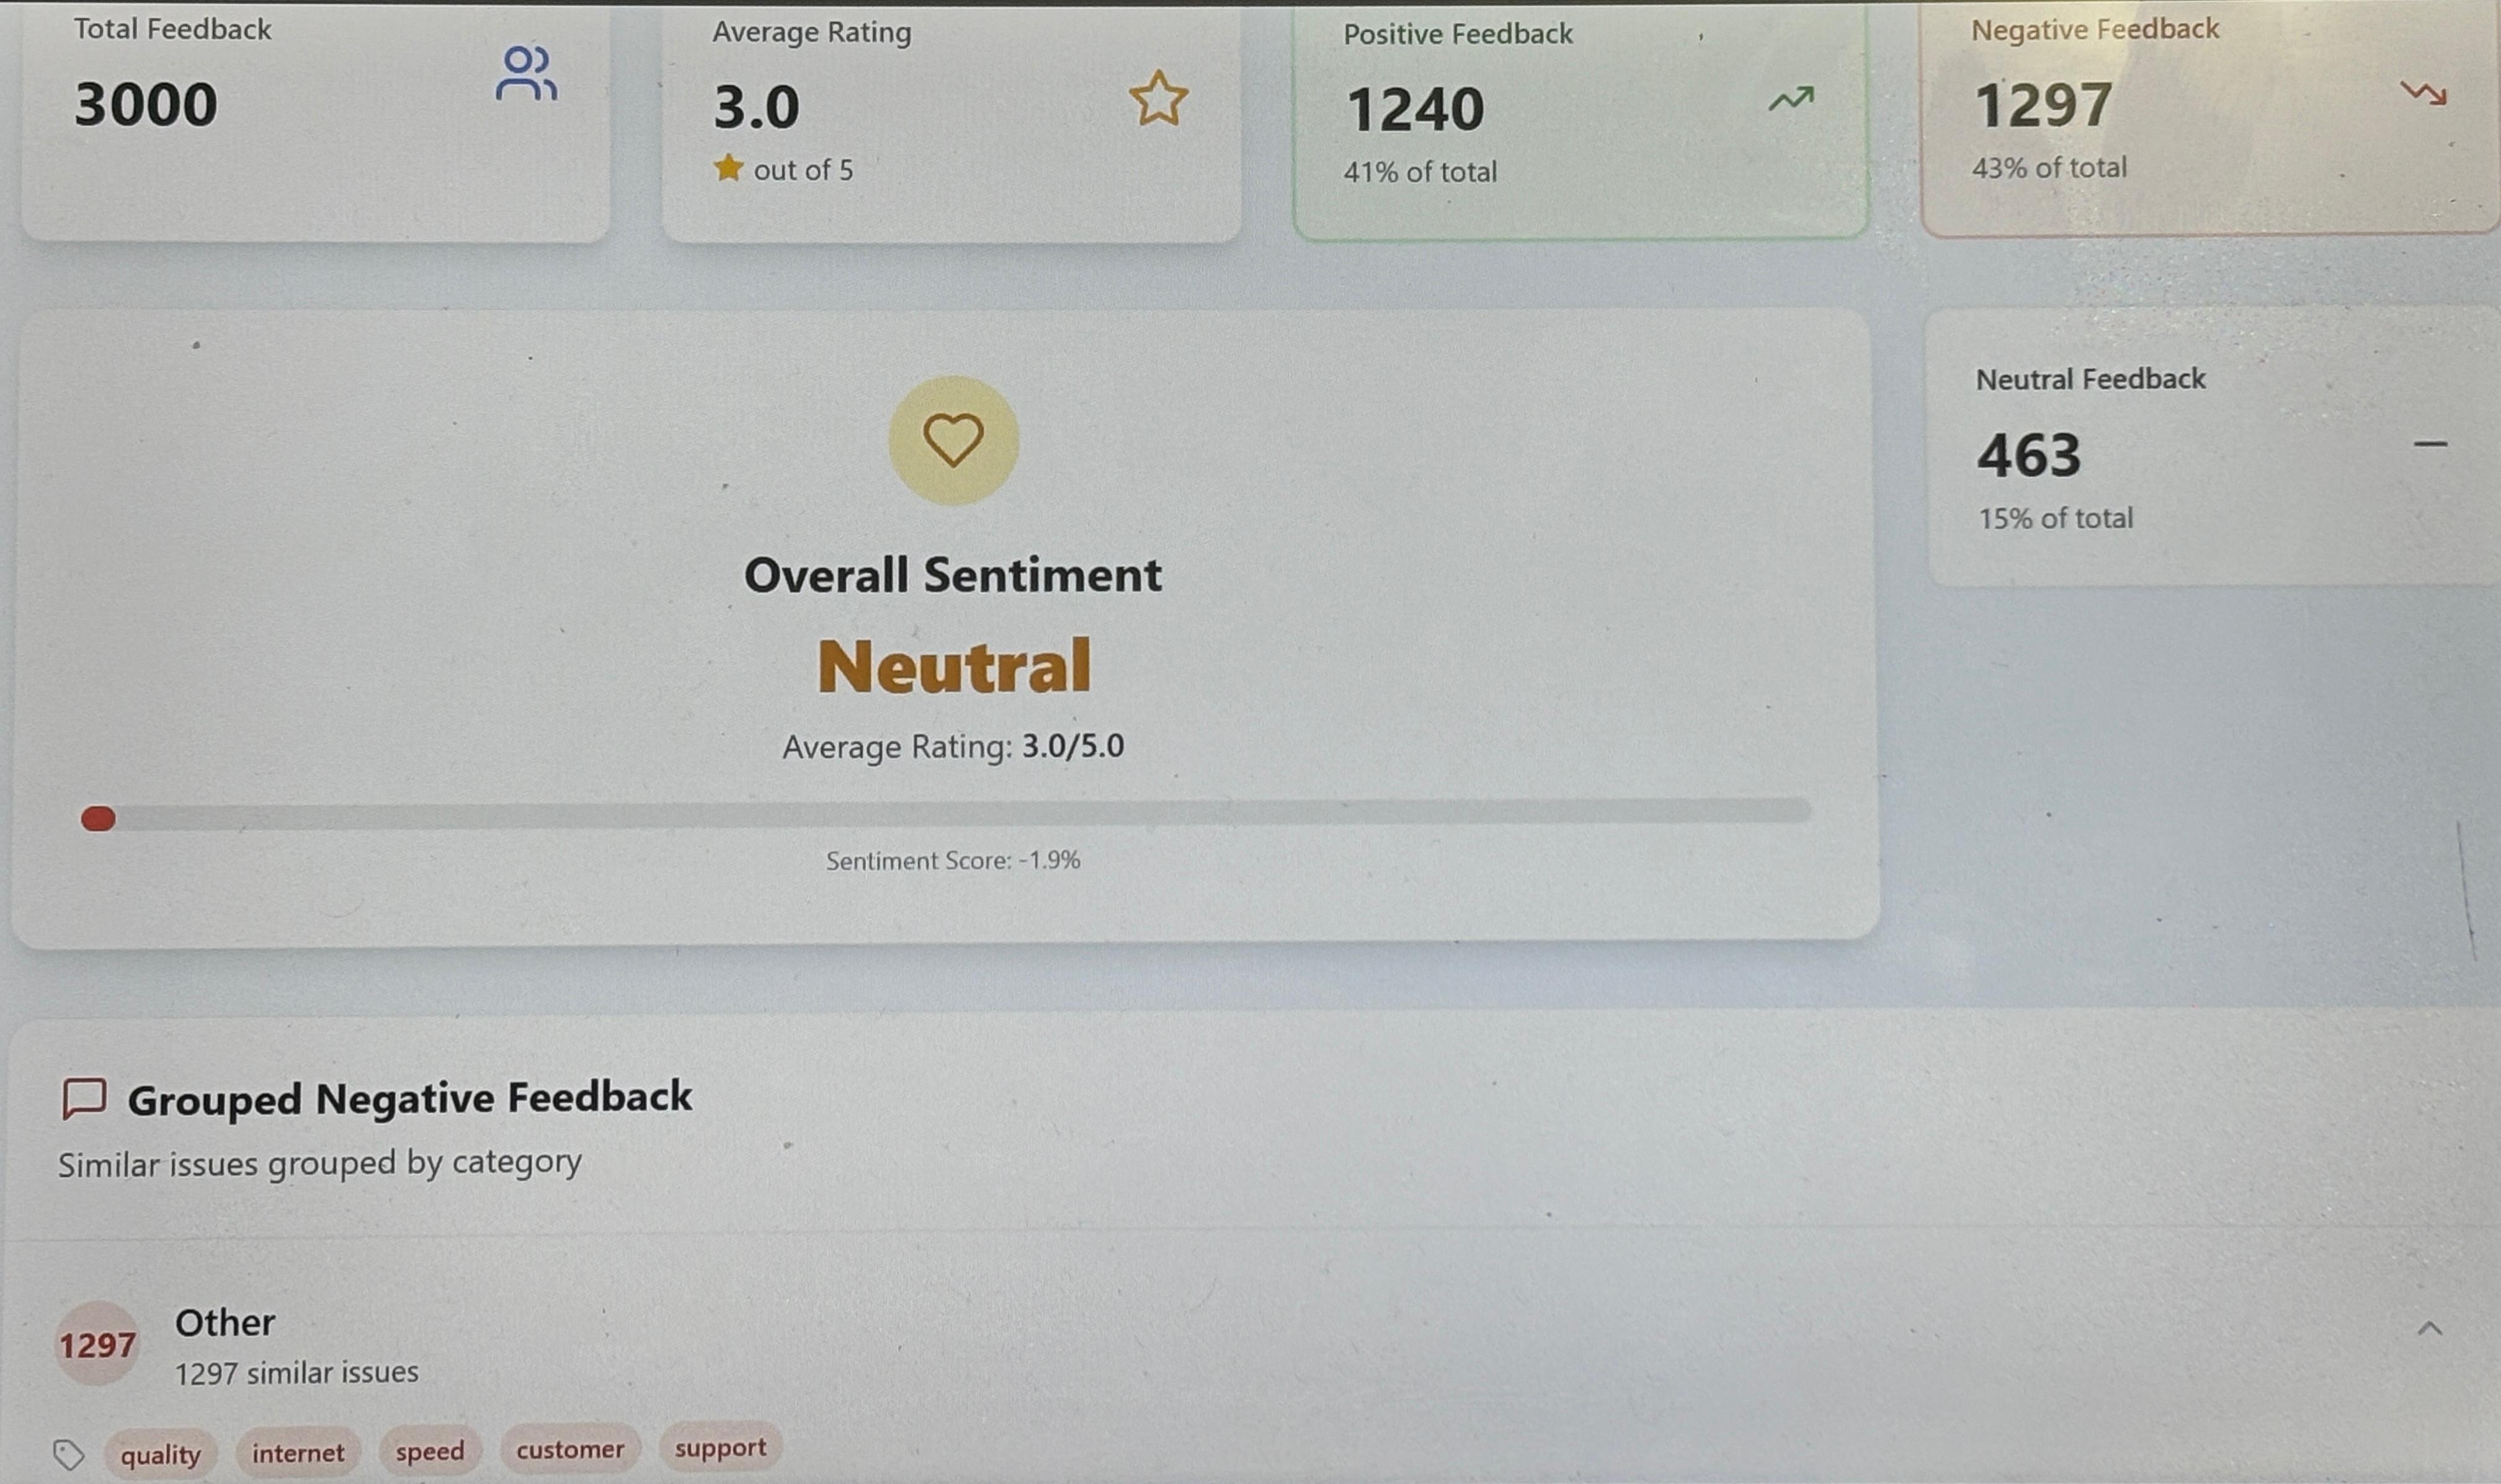 Total Feedback
3000
Average Rating
3.0
out of 5
Positive Feedback
1240
41% of total
Negative Feedback
1297
43% of total
Overall Sentiment
Neutral
Average Rating: 3.0/5.0
Sentiment Score: -1.9%
Neutral Feedback
463
15% of total
Grouped Negative Feedback
Similar issues grouped by category
1297
Other
1297 similar issues
quality internet speed customer support